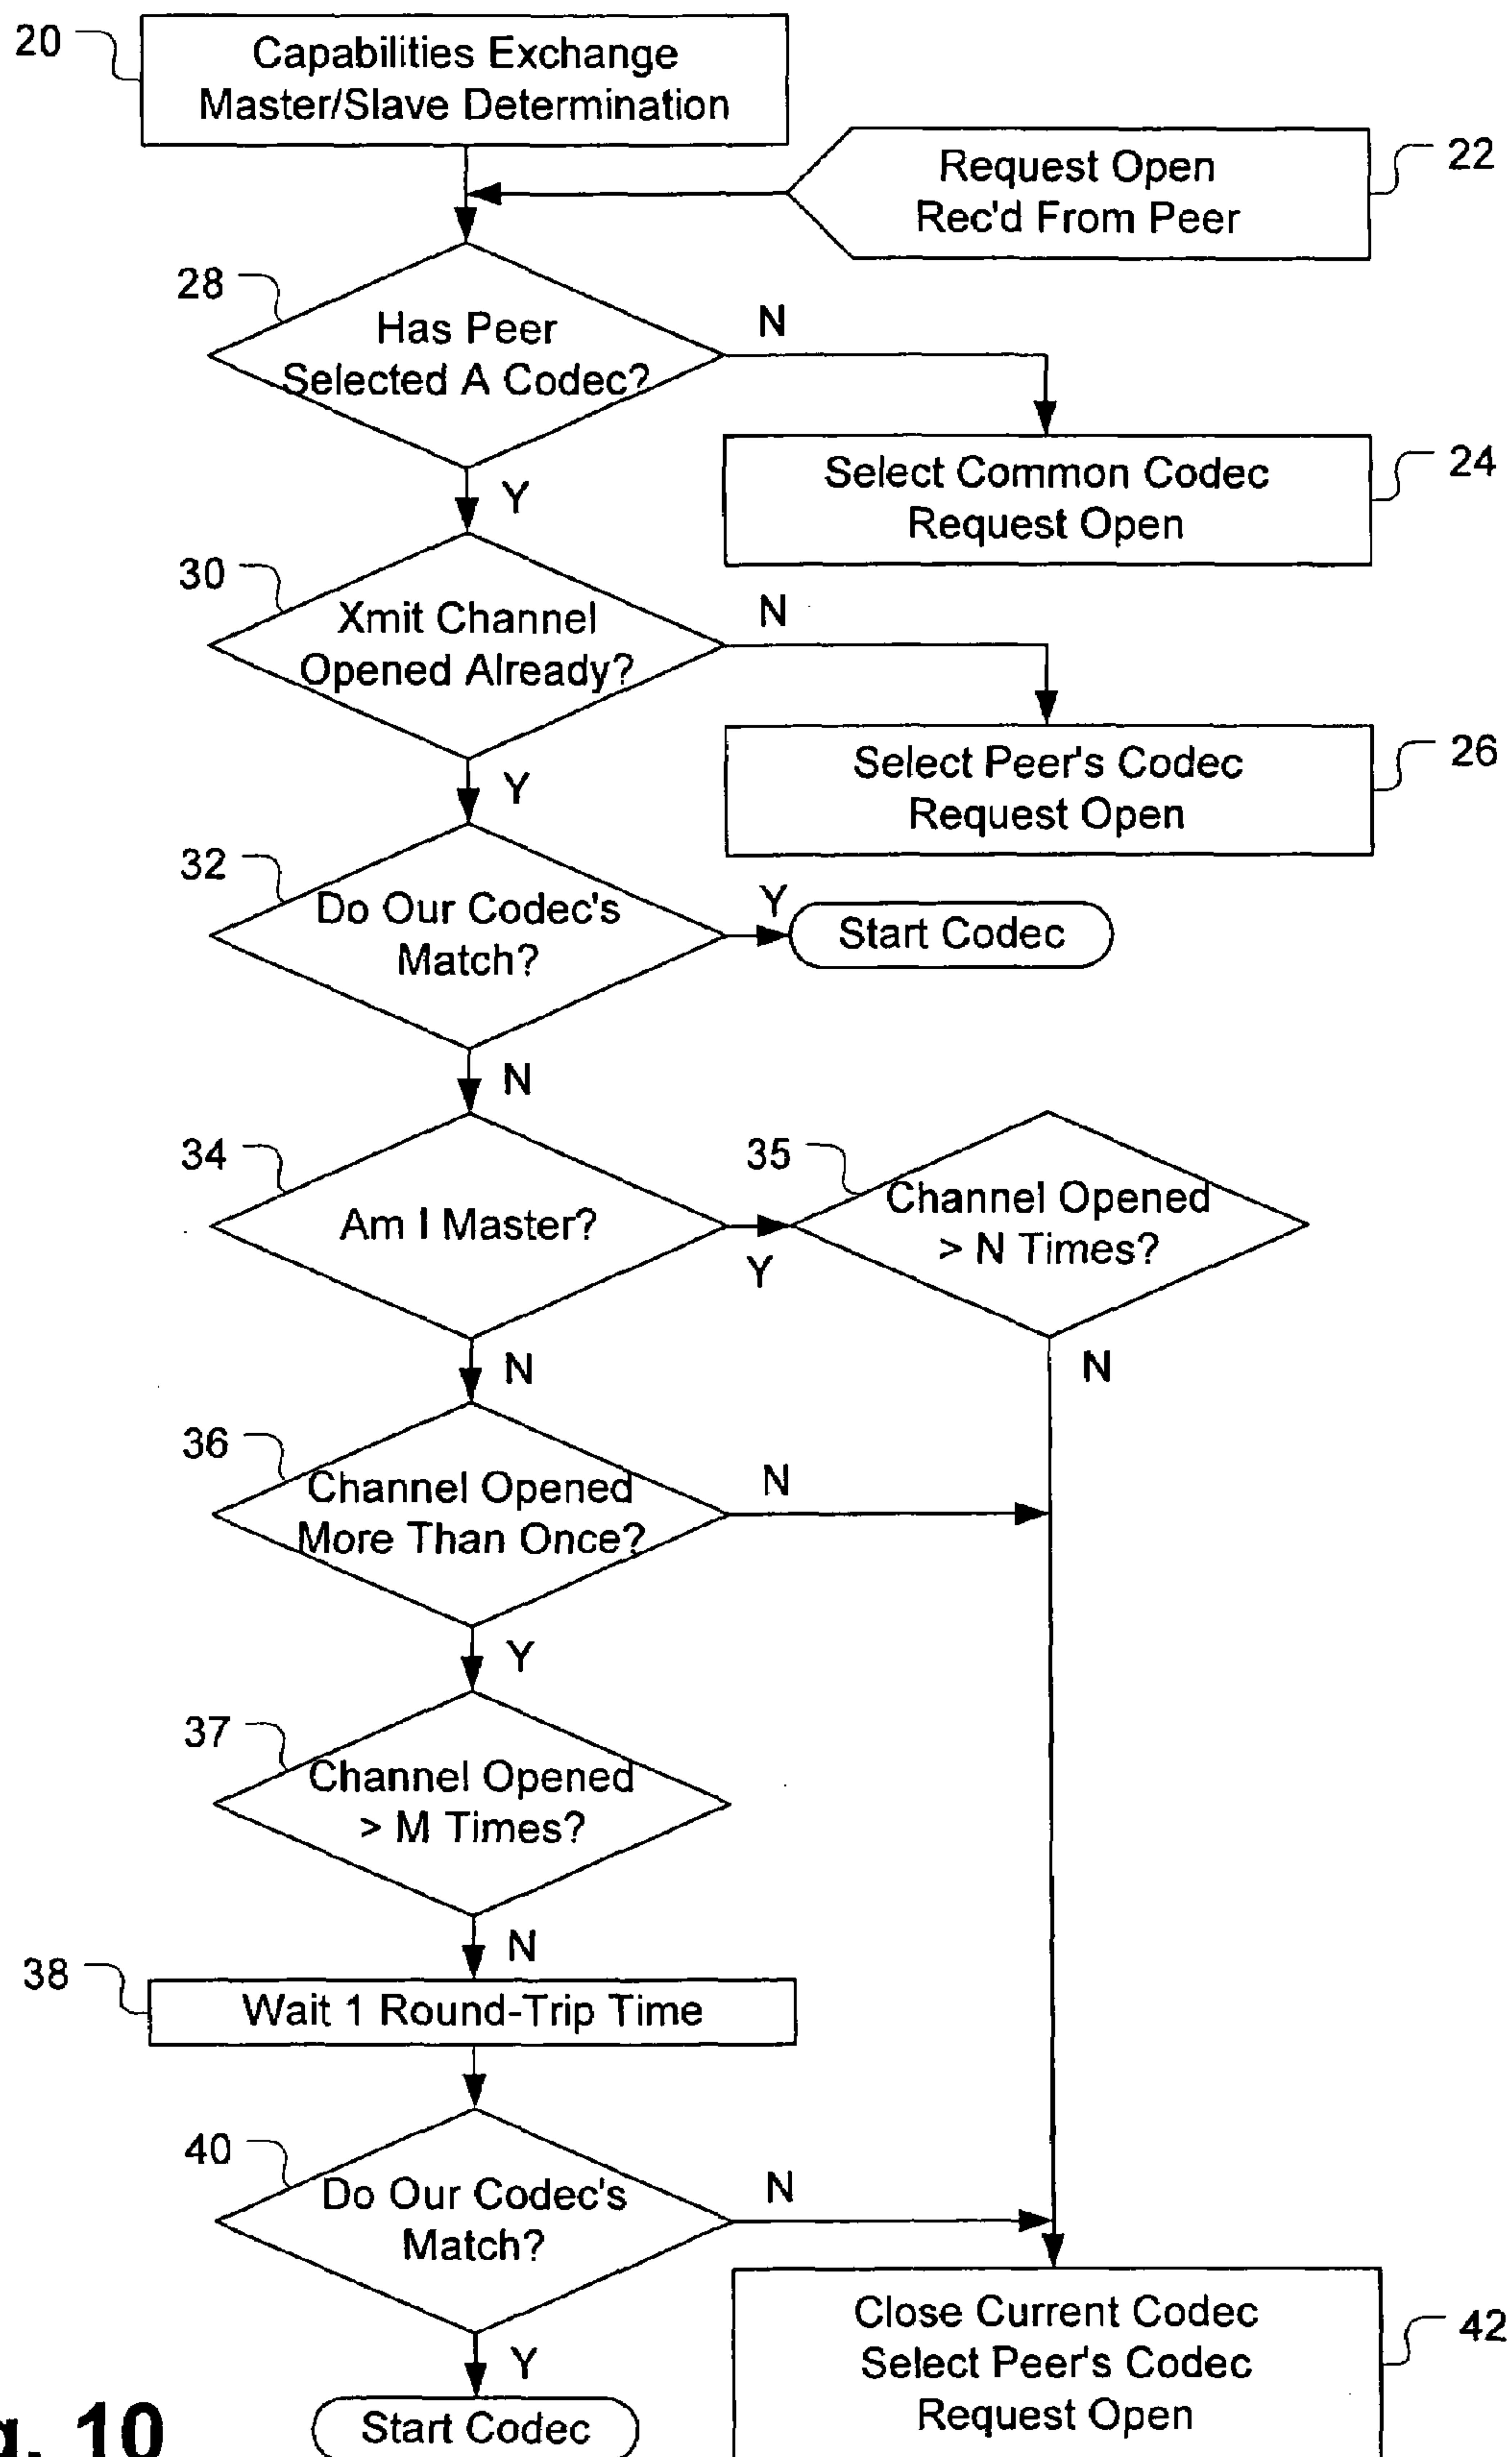 20
Capabilities Exchange
Master/Slave Determination
Request Open
Rec'd From Peer
22
28
Has Peer
Selected A Codec?
N
Y
Select Common Codec
Request Open
24
30
Xmit Channel
Opened Already?
N
Y
Select Peer's Codec
Request Open
26
32
Do Our Codec's
Match?
Y
Start Codec
N
34
Am I Master?
Y
35
Channel Opened
> N Times?
N
N
36
Channel Opened
More Than Once?
N
Y
37
Channel Opened
> M Times?
N
38
Wait 1 Round-Trip Time
40
Do Our Codec's
Match?
N
Y
Start Codec
Close Current Codec
Select Peer's Codec
Request Open
42
g. 10